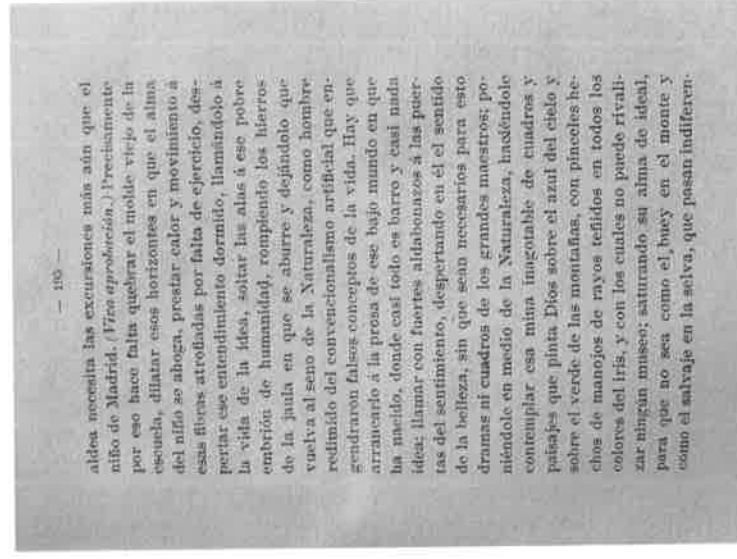 — 195 —
aldea necesita las excursiones más aún que el
niño de Madrid. (Viva aprobación.) Precisamente
por eso hace falta quebrar el molde viejo de la
escuela, dilatar esos horizontes en que el alma
del niño se ahoga, prestar calor y movimiento á
esas fibras atrofiadas por falta de ejercicio, des-
pertar ese entendimiento dormido, llamándolo á
la vida de la idea, soltar las alas á ese pobre
embrión de humanidad, rompiendo los hierros
de la jaula en que se aburre y dejándolo que
vuelva al seno de la Naturaleza, como hombre
redimido del convencionalismo artificial que en-
gendraron falsos conceptos de la vida. Hay que
arrancarlo á la prosa de ese bajo mundo en que
ha nacido, donde casi todo es barro y casi nada
idea; llamar con fuertes aldabonazos á las puer-
tas del sentimiento, despertando en él el sentido
de la belleza, sin que sean necesarios para esto
dramas ni cuadros de los grandes maestros; po-
niéndole en medio de la Naturaleza, haciéndole
contemplar esa mina inagotable de cuadros y
paisajes que pinta Dios sobre el azul del cielo y
sobre el verde de las montañas, con pinceles he-
chos de manojos de rayos teñidos en todos los
colores del iris, y con los cuales no puede rivali-
zar ningún museo; saturando su alma de ideal,
para que no sea como el buey en el monte y
como el salvaje en la selva, que pasan indiferen-